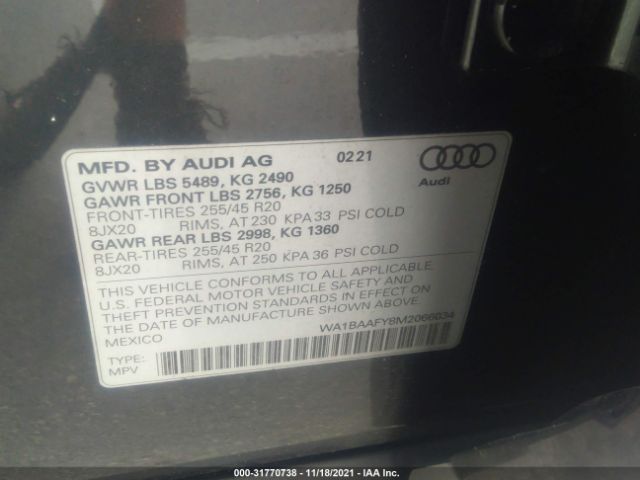 MFD. BY AUDI AG 02 21
GVWR LBS 5489, KG 2490
GAWR FRONT LBS 2756, KG 1250
FRONT-TIRES 255/45 R20
8JX20 RIMS, AT 230 KPA 33 PSI COLD
GAWR REAR LBS 2998, KG 1360
REAR-TIRES 255/45 R20
8JX20 RIMS, AT 250 KPA 36 PSI COLD
Audi
THIS VEHICLE CONFORMS TO ALL APPLICABLE
U.S. FEDERAL MOTOR VEHICLE SAFETY AND
THEFT PREVENTION STANDARDS IN EFFECT ON
THE DATE OF MANUFACTURE SHOWN ABOVE.
MEXICO WA1BAAFY8M2066034
TYPE:
MPV
000-31770738 - 11/18/2021 - IAA Inc.